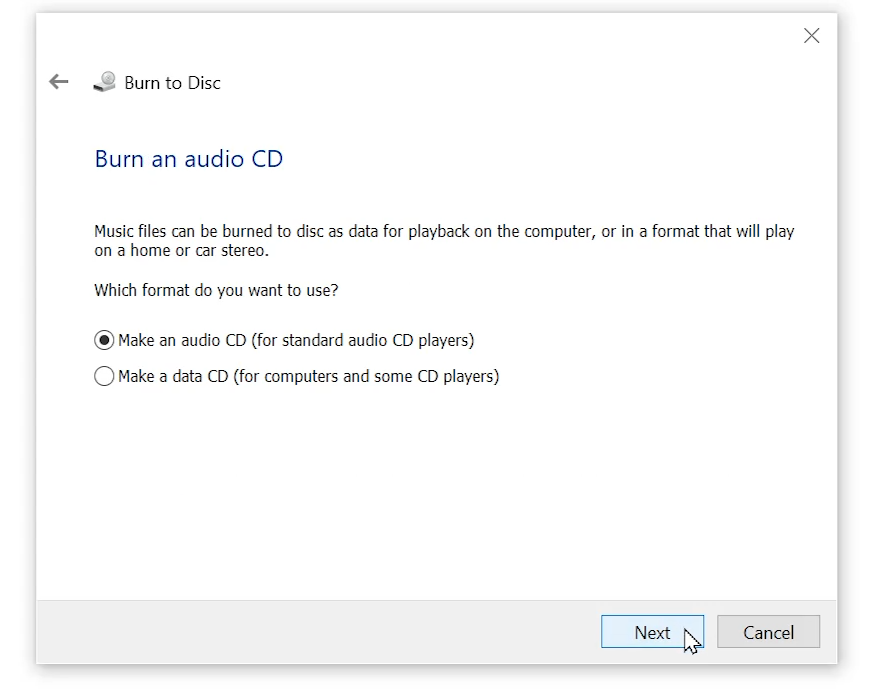 Burn to Disc
Burn an audio CD
Music files can be burned to disc as data for playback on the computer, or in a format that will play
on a home or car stereo.
Which format do you want to use?
Make an audio CD (for standard audio CD players)
Make a data CD (for computers and some CD players)
Next
Cancel